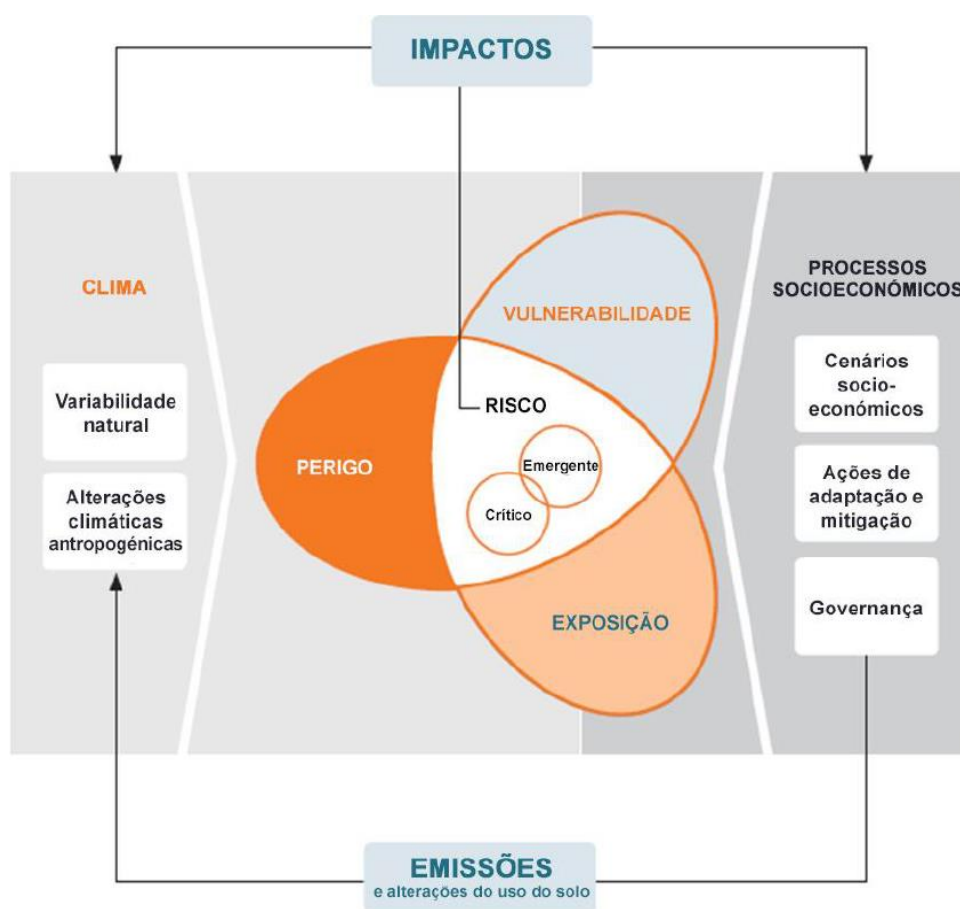 IMPACTOS
CLIMA
Variabilidade
natural
Alterações
climáticas
antropogénicas
PERIGO
VULNERABILIDADE
RISCO
Emergente
Crítico
EXPOSIÇÃO
PROCESSOS
SOCIOECONÓMICOS
Cenários
socio-
económicos
Ações de
adaptação e
mitigação
Governança
EMISSÕES
e alterações do uso do solo